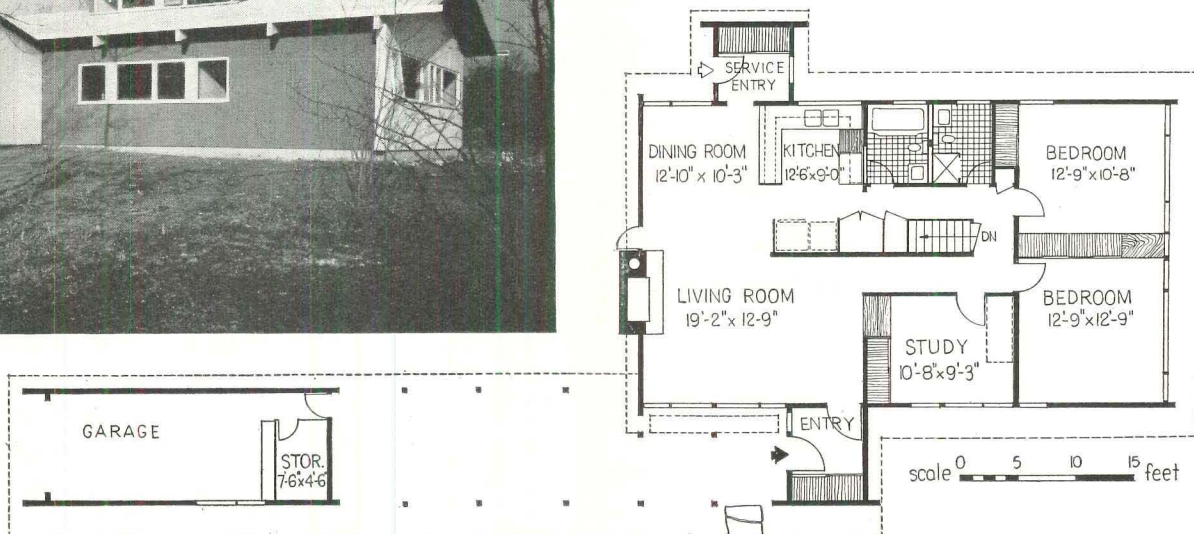 SERVICE
ENTRY
DINING ROOM
12'-10" x 10'-3"
KITCHEN
12'6"x9'-0"
BEDROOM
12'-9"x10'-8"
DN
LIVING ROOM
19'-2" x 12'-9"
BEDROOM
12'-9"x12'-9"
STUDY
10'-8"x9'-3"
GARAGE
STOR.
7'-6"x4'-6"
ENTRY
scale 0 5 10 15 feet